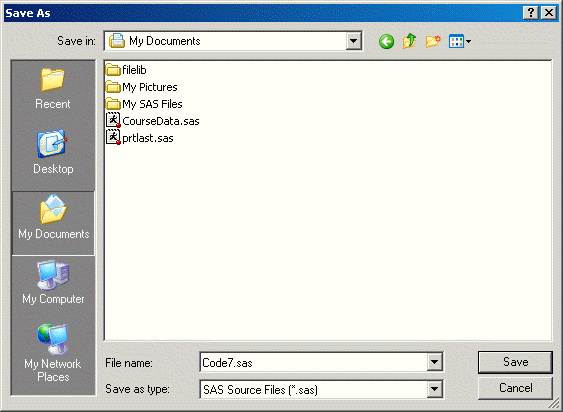 Save As
Save in:
My Documents
Recent
Desktop
My Documents
My Computer
My Network
Places
filelib
My Pictures
My SAS Files
CourseData.sas
prtlast.sas
File name:
Code7.sas
Save
Save as type:
SAS Source Files (*.sas)
Cancel